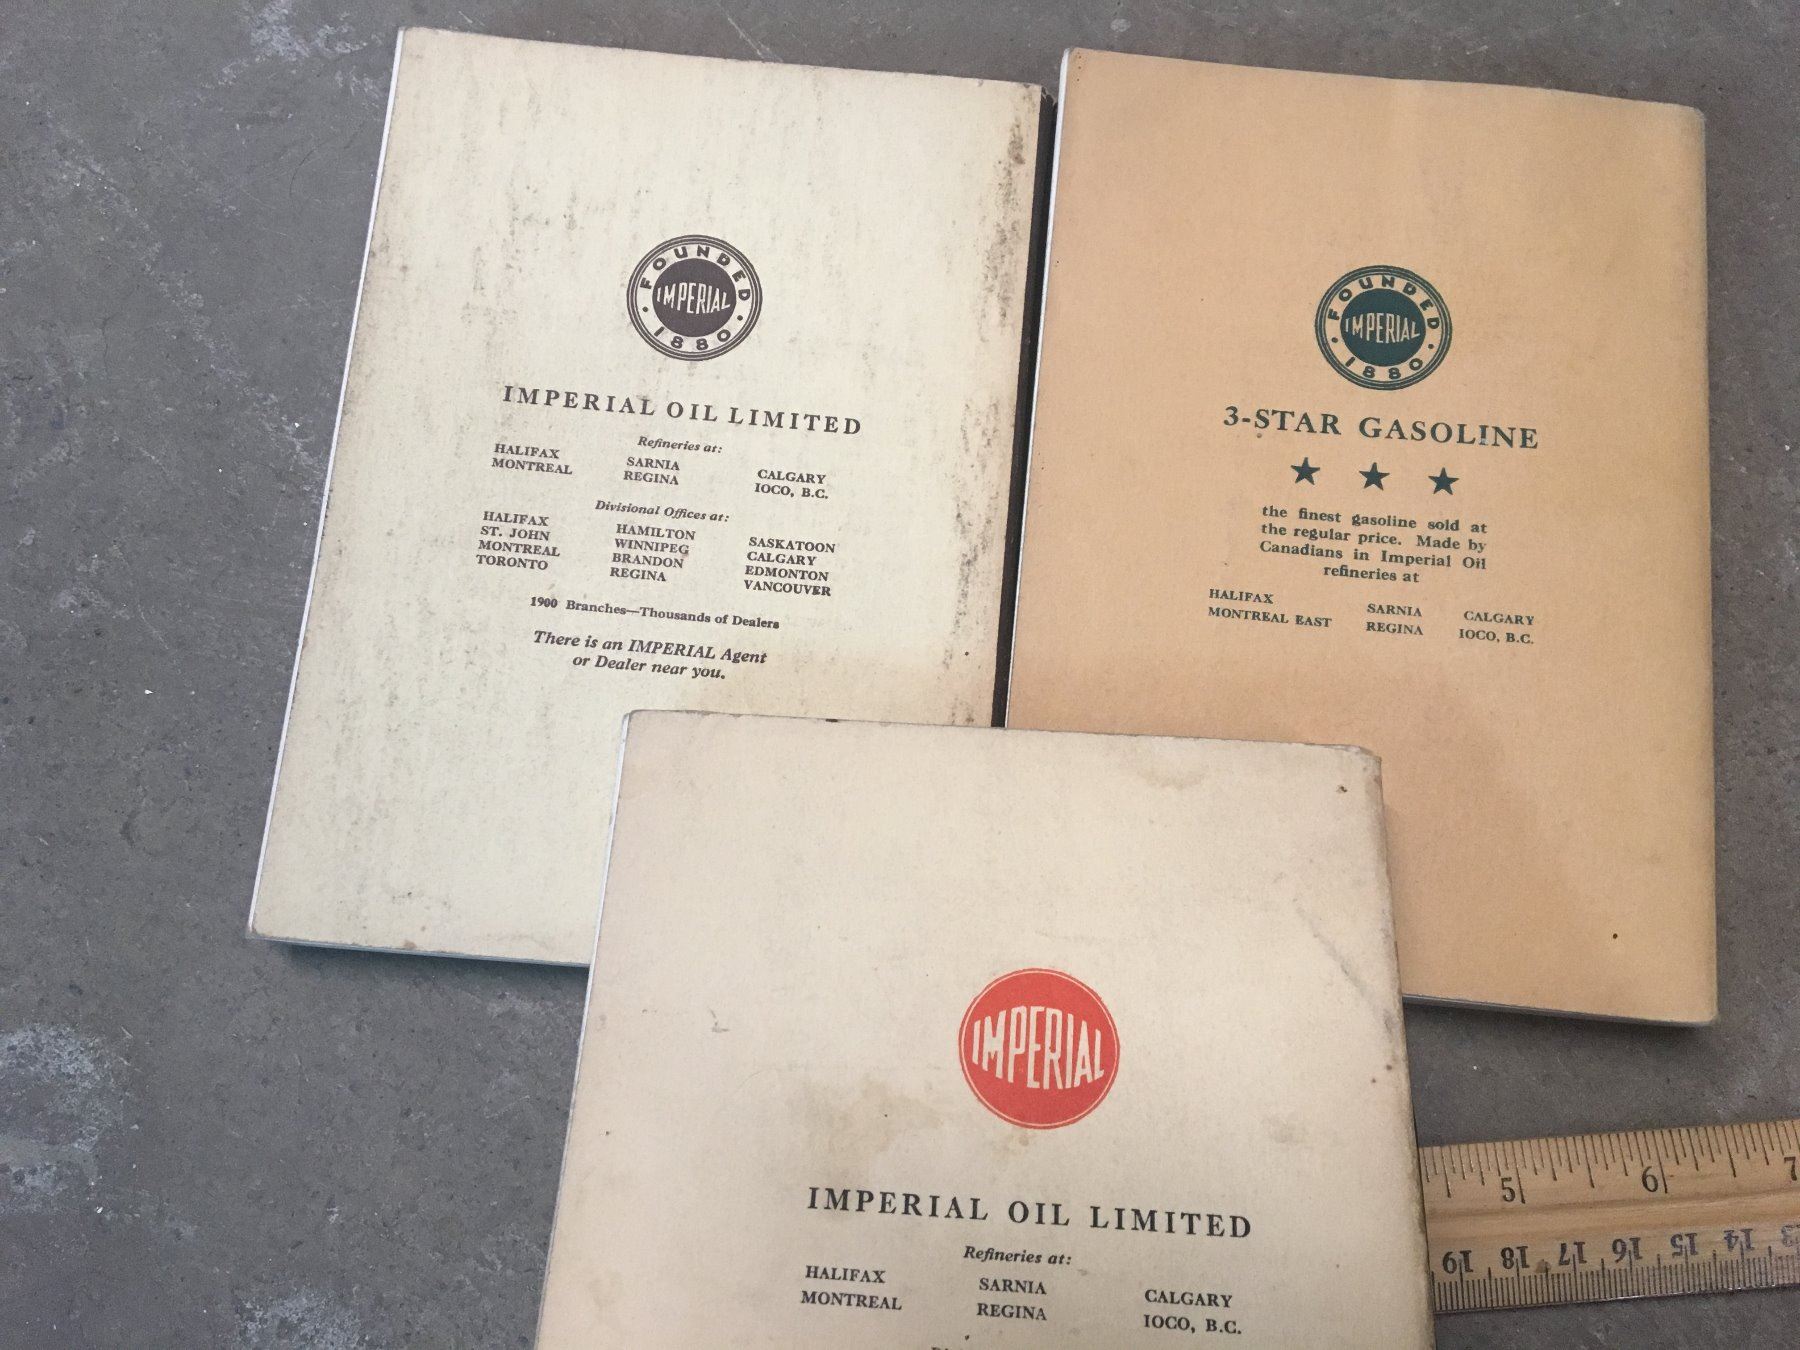 FOUNDED
IMPERIAL
1880
IMPERIAL OIL LIMITED
Refineries at:
HALIFAX SARNIA CALGARY
MONTREAL REGINA IOCO, B.C.
Divisional Offices at:
HALIFAX HAMILTON SASKATOON
ST. JOHN WINNIPEG CALGARY
MONTREAL BRANDON EDMONTON
TORONTO REGINA VANCOUVER
1900 Branches—Thousands of Dealers
There is an IMPERIAL Agent
or Dealer near you.
FOUNDED
IMPERIAL
1880
3-STAR GASOLINE
the finest gasoline sold at
the regular price. Made by
Canadians in Imperial Oil
refineries at
HALIFAX SARNIA CALGARY
MONTREAL EAST REGINA IOCO, B.C.
IMPERIAL
IMPERIAL OIL LIMITED
Refineries at:
HALIFAX SARNIA CALGARY
MONTREAL REGINA IOCO, B.C.
5 6 7
19 18 17 16 15 14 13